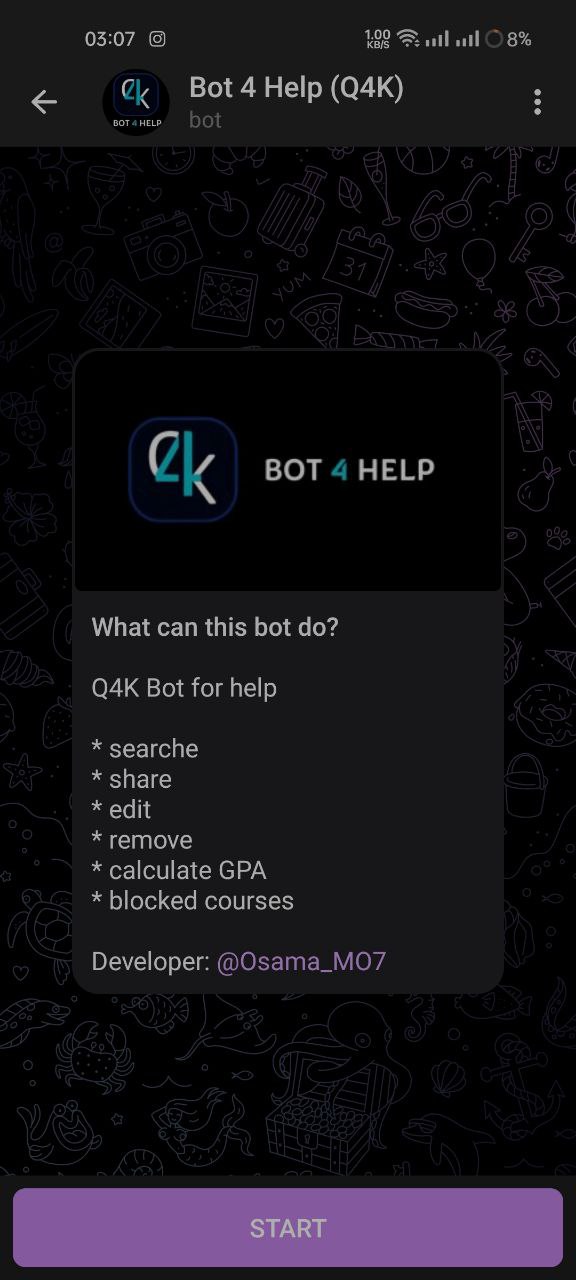 03:07
1.00
KB/S
8%
Bot 4 Help (Q4K)
bot
BOT 4 HELP
31
YUM
4k
BOT 4 HELP
What can this bot do?
Q4K Bot for help
* searche
* share
* edit
* remove
* calculate GPA
* blocked courses
Developer: @Osama_MO7
START